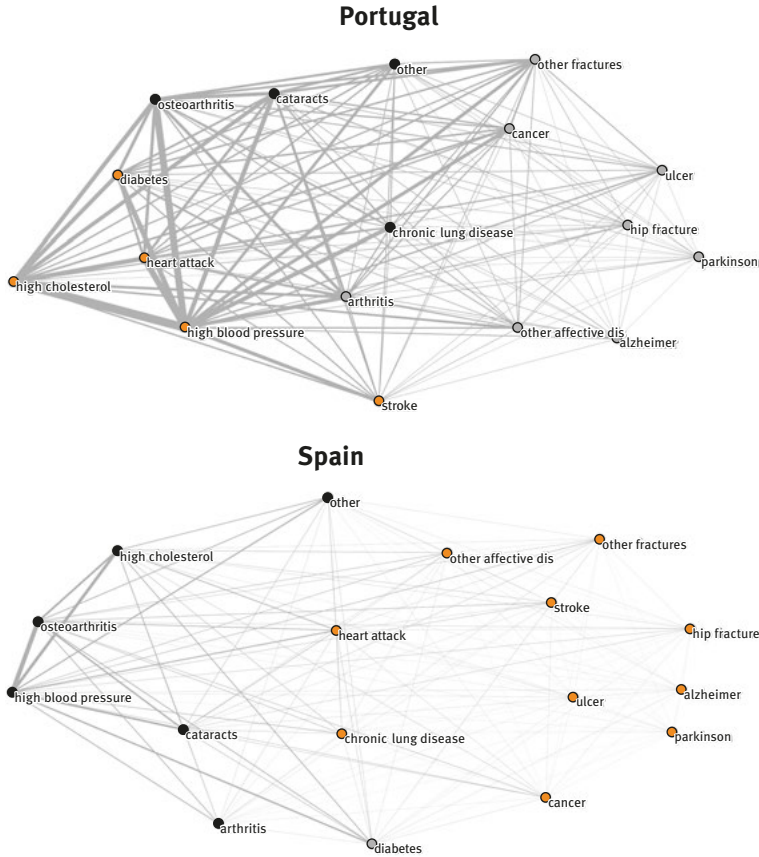 Portugal
other
other fractures
osteoarthritis
cataracts
cancer
diabetes
ulcer
chronic lung disease
hip fracture
heart attack
parkinson
high cholesterol
arthritis
high blood pressure
other affective dis
alzheimer
stroke
Spain
other
high cholesterol
other affective dis
other fractures
stroke
osteoarthritis
heart attack
hip fracture
high blood pressure
ulcer
alzheimer
cataracts
chronic lung disease
parkinson
cancer
arthritis
diabetes